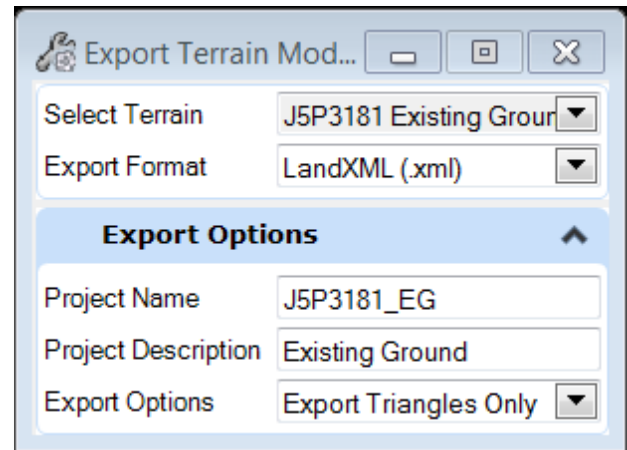 Export Terrain Mod...
Select Terrain J5P3181 Existing Groun
Export Format LandXML (.xml)
Export Options
Project Name J5P3181_EG
Project Description Existing Ground
Export Options Export Triangles Only